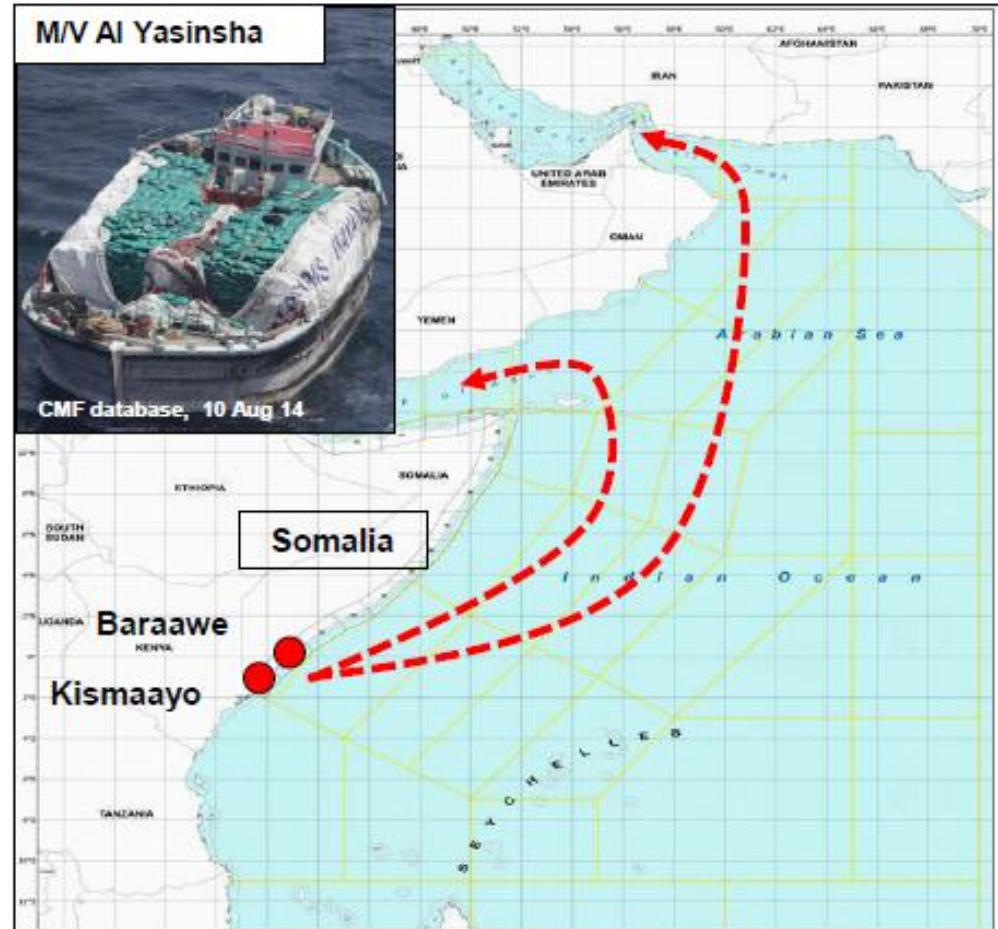 M/V Al Yasinsha
CMF database, 10 Aug 14
AFGHANISTAN
IRAN
PAKISTAN
UNITED ARAB
EMIRATES
OMAN
YEMEN
Arabian Sea
SOMALIA
ETHIOPIA
SOUTH
SUDAN
Somalia
Indian Ocean
UGANDA
Baraawe
KENYA
Kismaayo
SEYCHELLES
TANZANIA